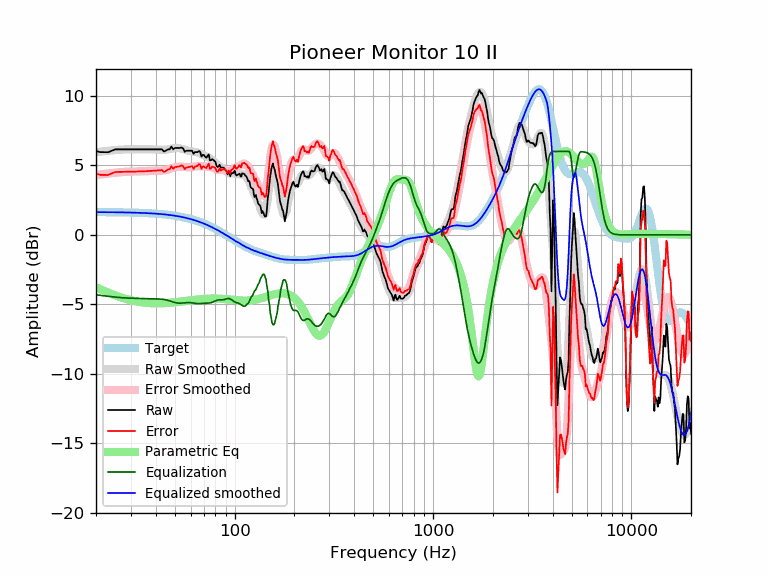 Pioneer Monitor 10 II
Amplitude (dBr)
10
5
0
−5
−10
−15
−20
Target
Raw Smoothed
Error Smoothed
Raw
Error
Parametric Eq
Equalization
Equalized smoothed
100
1000
10000
Frequency (Hz)